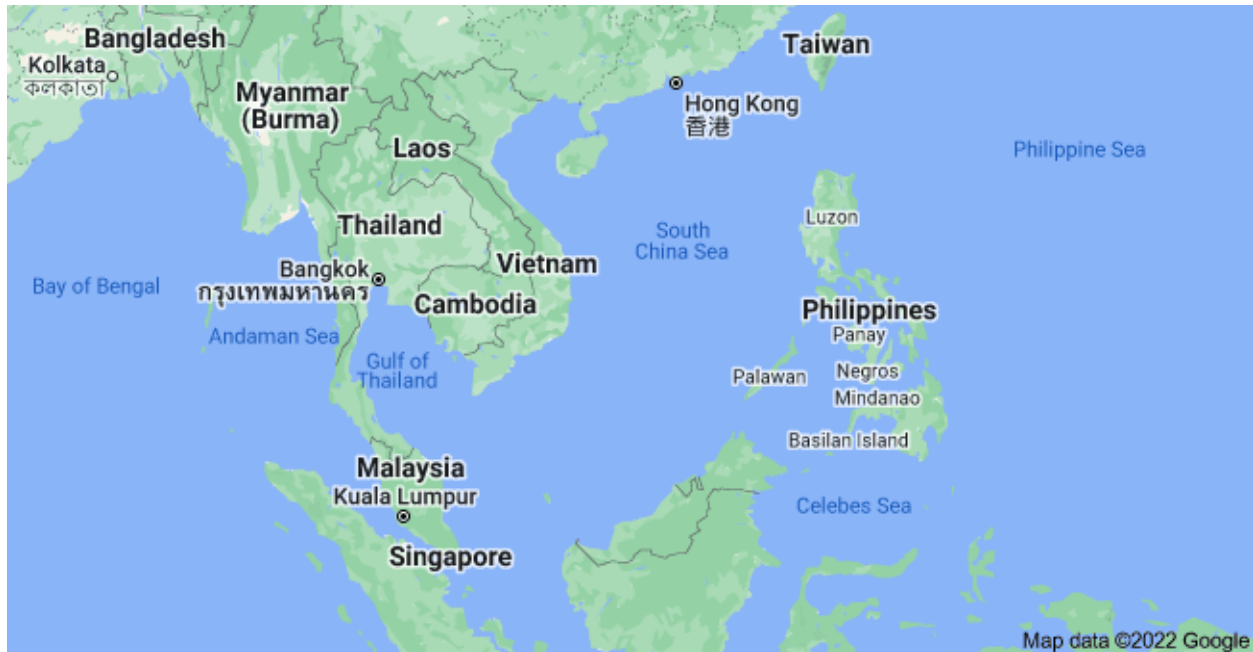 Bangladesh
Kolkata
কলকাতা
Myanmar
(Burma)
Taiwan
Hong Kong
香港
Laos
Philippine Sea
Thailand
Luzon
South
China Sea
Vietnam
Bangkok
กรุงเทพมหานคร
Bay of Bengal
Cambodia
Philippines
Andaman Sea
Panay
Gulf of
Thailand
Palawan
Negros
Mindanao
Basilan Island
Malaysia
Kuala Lumpur
Celebes Sea
Singapore
Map data ©2022 Google